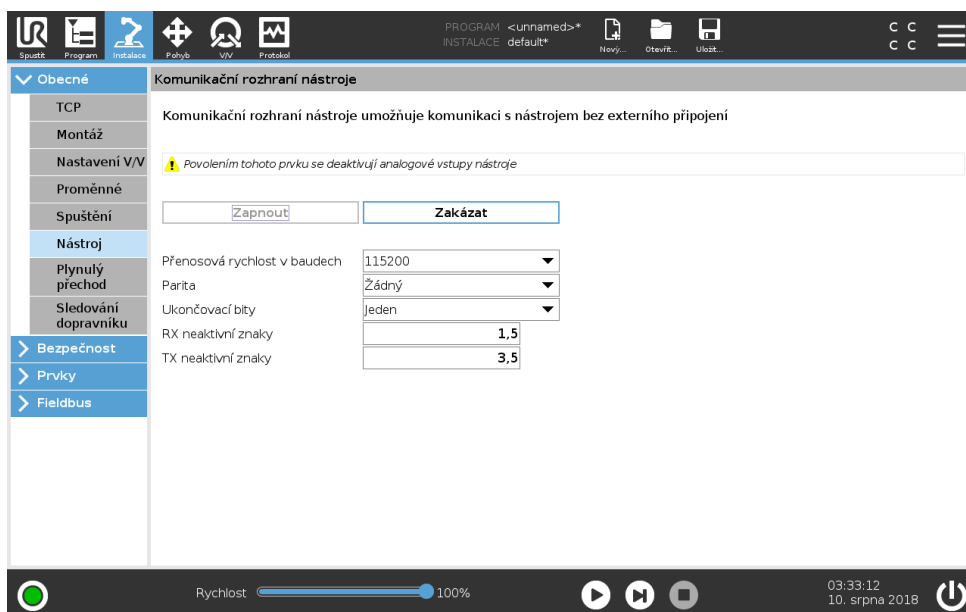 PROGRAM <unnamed>*
INSTALACE default*
C C
C C
Spustit Program Instalace Pohyb V/V Protokol Nový... Otevřít... Uložit...
Obecné
Komunikační rozhraní nástroje
TCP
Montáž
Nastavení V/V
Proměnné
Spuštění
Nástroj
Plynulý
přechod
Sledování
dopravníku
Bezpečnost
Prvky
Fieldbus
Komunikační rozhraní nástroje umožňuje komunikaci s nástrojem bez externího připojení
Povolením tohoto prvku se deaktivují analogové vstupy nástroje
Zapnout Zakázat
Přenosová rychlost v baudech 115200
Parita Žádný
Ukončovací bity Jeden
RX neaktivní znaky 1,5
TX neaktivní znaky 3,5
Rychlost 100%
03:33:12
10. srpna 2018